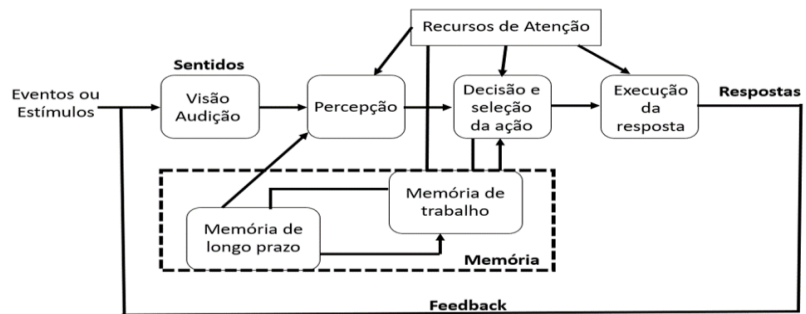 Recursos de Atenção
Sentidos
Eventos ou
Estímulos
Visão
Audição
Percepção
Decisão e
seleção
da ação
Execução
da
resposta
Respostas
Memória de
trabalho
Memória de
longo prazo
Memória
Feedback